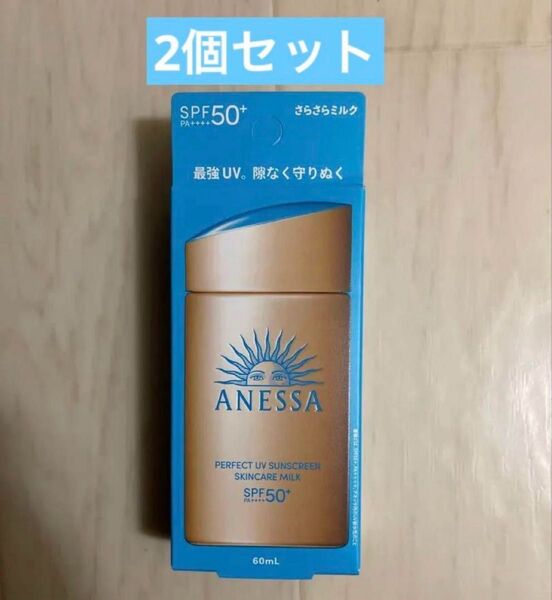 2個セット
SPF50+
PA++++
さらさらミルク
最強UV。隙なく守りぬく
ANESSA
PERFECT UV SUNSCREEN
SKINCARE MILK
SPF50+
PA++++
60mL